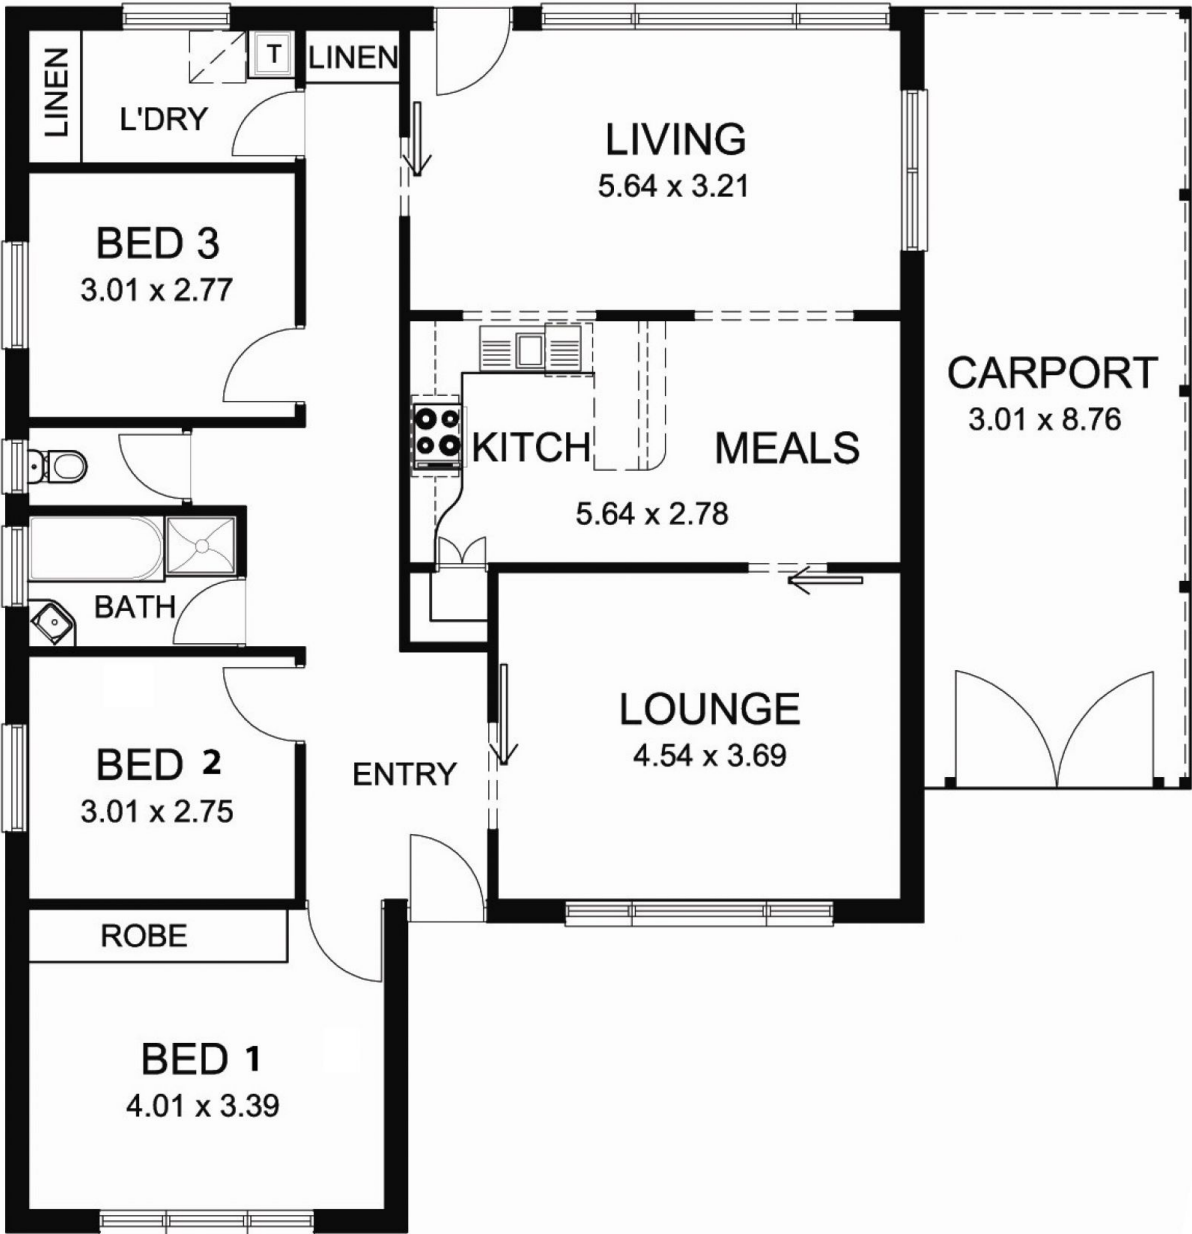 LINEN
L'DRY
T
LINEN
LIVING
5.64 x 3.21
BED 3
3.01 x 2.77
CARPORT
3.01 x 8.76
KITCH
MEALS
5.64 x 2.78
BATH
LOUNGE
4.54 x 3.69
BED 2
3.01 x 2.75
ENTRY
ROBE
BED 1
4.01 x 3.39